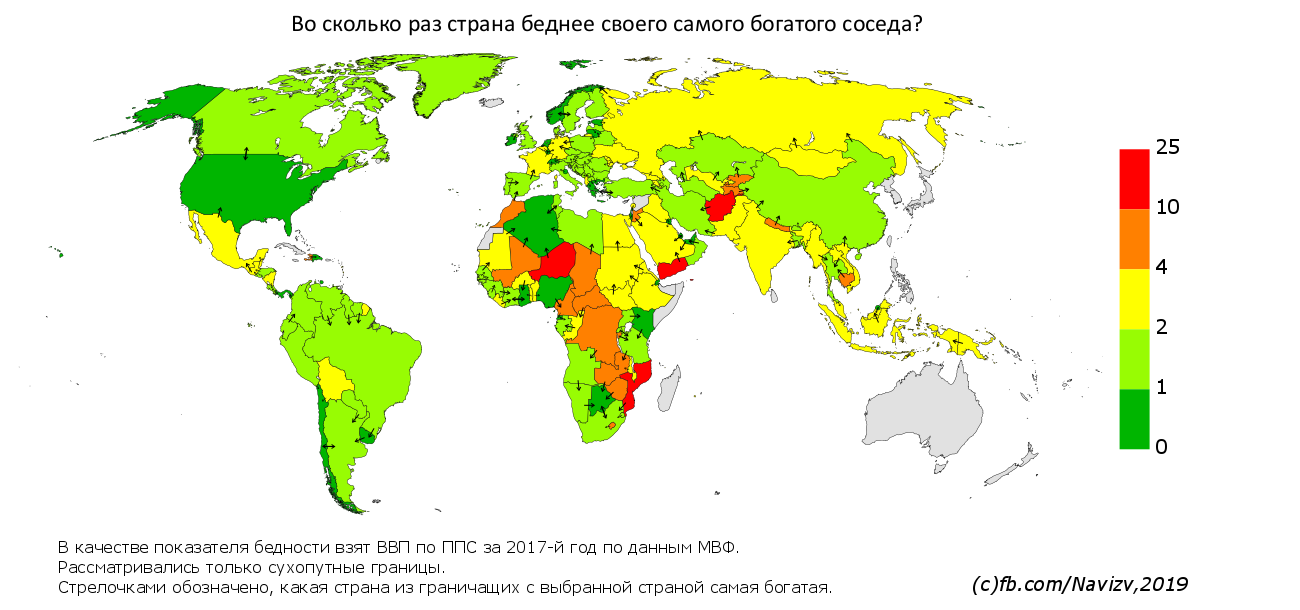 Во сколько раз страна беднее своего самого богатого соседа?
25
10
4
2
1
0
В качестве показателя бедности взят ВВП по ППС за 2017-й год по данным МВФ.
Рассматривались только сухопутные границы.
Стрелочками обозначено, какая страна из граничащих с выбранной страной самая богатая.
(c)fb.com/Navizv,2019